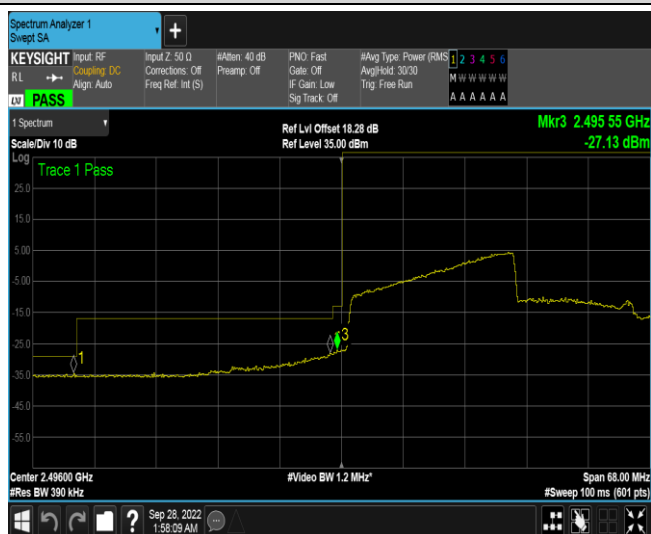 Spectrum Analyzer 1
Swept SA
+
KEYSIGHT Input: RF Input Z: 50 Ω #Atten: 40 dB PNO: Fast #Avg Type: Power (RMS 1 2 3 4 5 6
RL Coupling: DC Corrections: Off Preamp: Off Gate: Off Avg|Hold: 30/30 M W W W W W
Align: Auto Freq Ref: Int (S) IF Gain: Low Trig: Free Run
LXI PASS Sig Track: Off A A A A A A
1 Spectrum Ref Lvl Offset 18.28 dB Mkr3 2.495 55 GHz
Scale/Div 10 dB Ref Level 35.00 dBm -27.13 dBm
Log
Trace 1 Pass
25.0
15.0
5.00
-5.00
-15.0
-25.0
3
1
-35.0
-45.0
-55.0
Center 2.49600 GHz #Video BW 1.2 MHz* Span 68.00 MHz
#Res BW 390 kHz #Sweep 100 ms (601 pts)
? Sep 28, 2022
1:58:09 AM